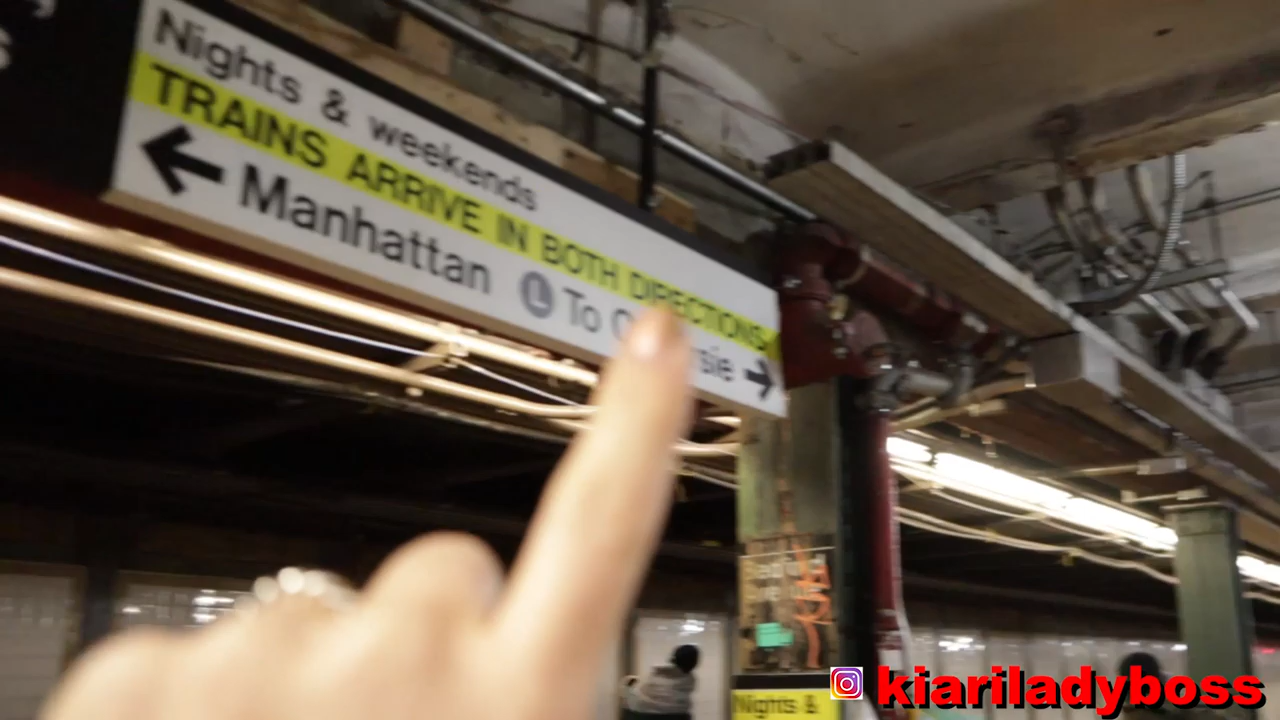 Nights & weekends
TRAINS ARRIVE IN BOTH DIRECTIONS
← Manhattan L To → 
Nights &
kiariladyboss